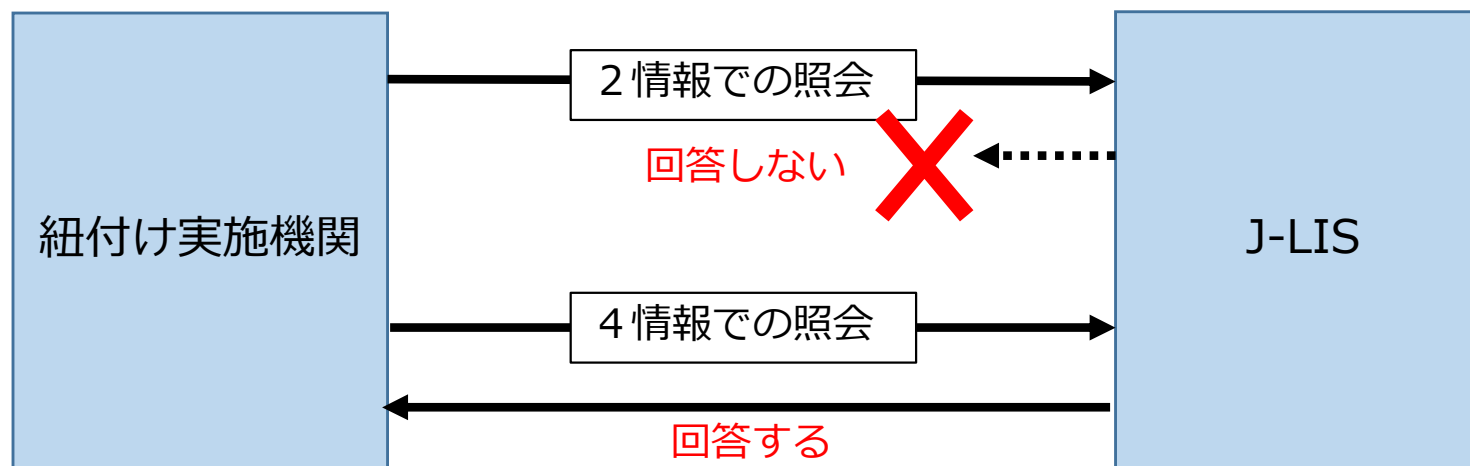 ２情報での照会
回答しない
紐付け実施機関
J-LIS
４情報での照会
回答する